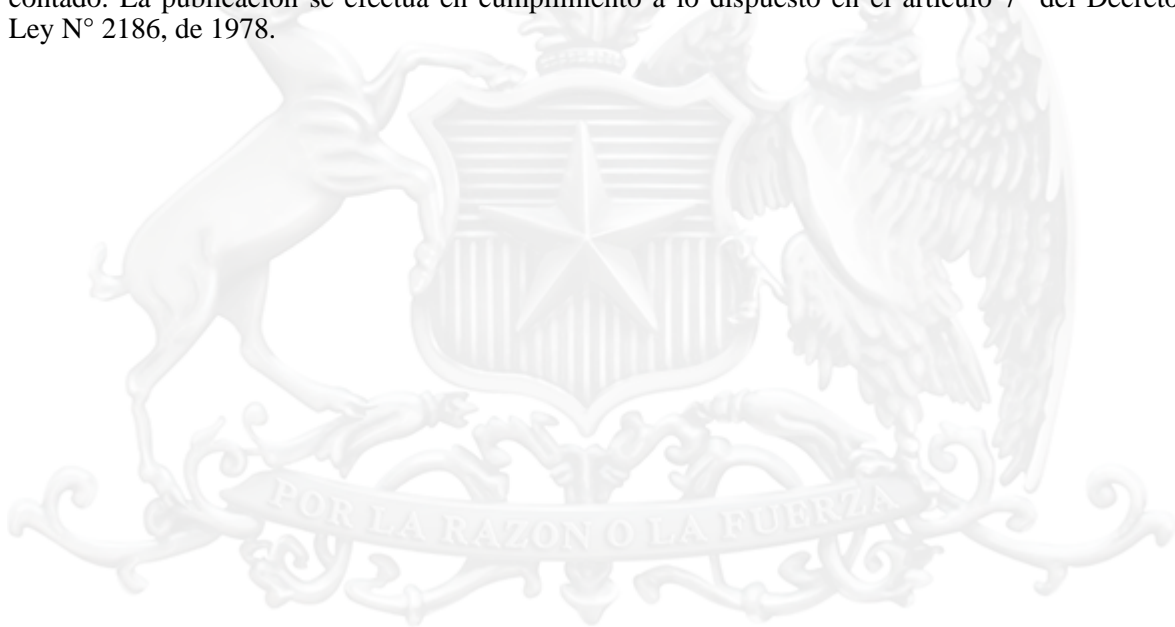 contado. La publicación se efectúa en cumplimiento a lo dispuesto en el artículo 7° del Decreto
Ley N° 2186, de 1978.
POR LA RAZON O LA FUERZA